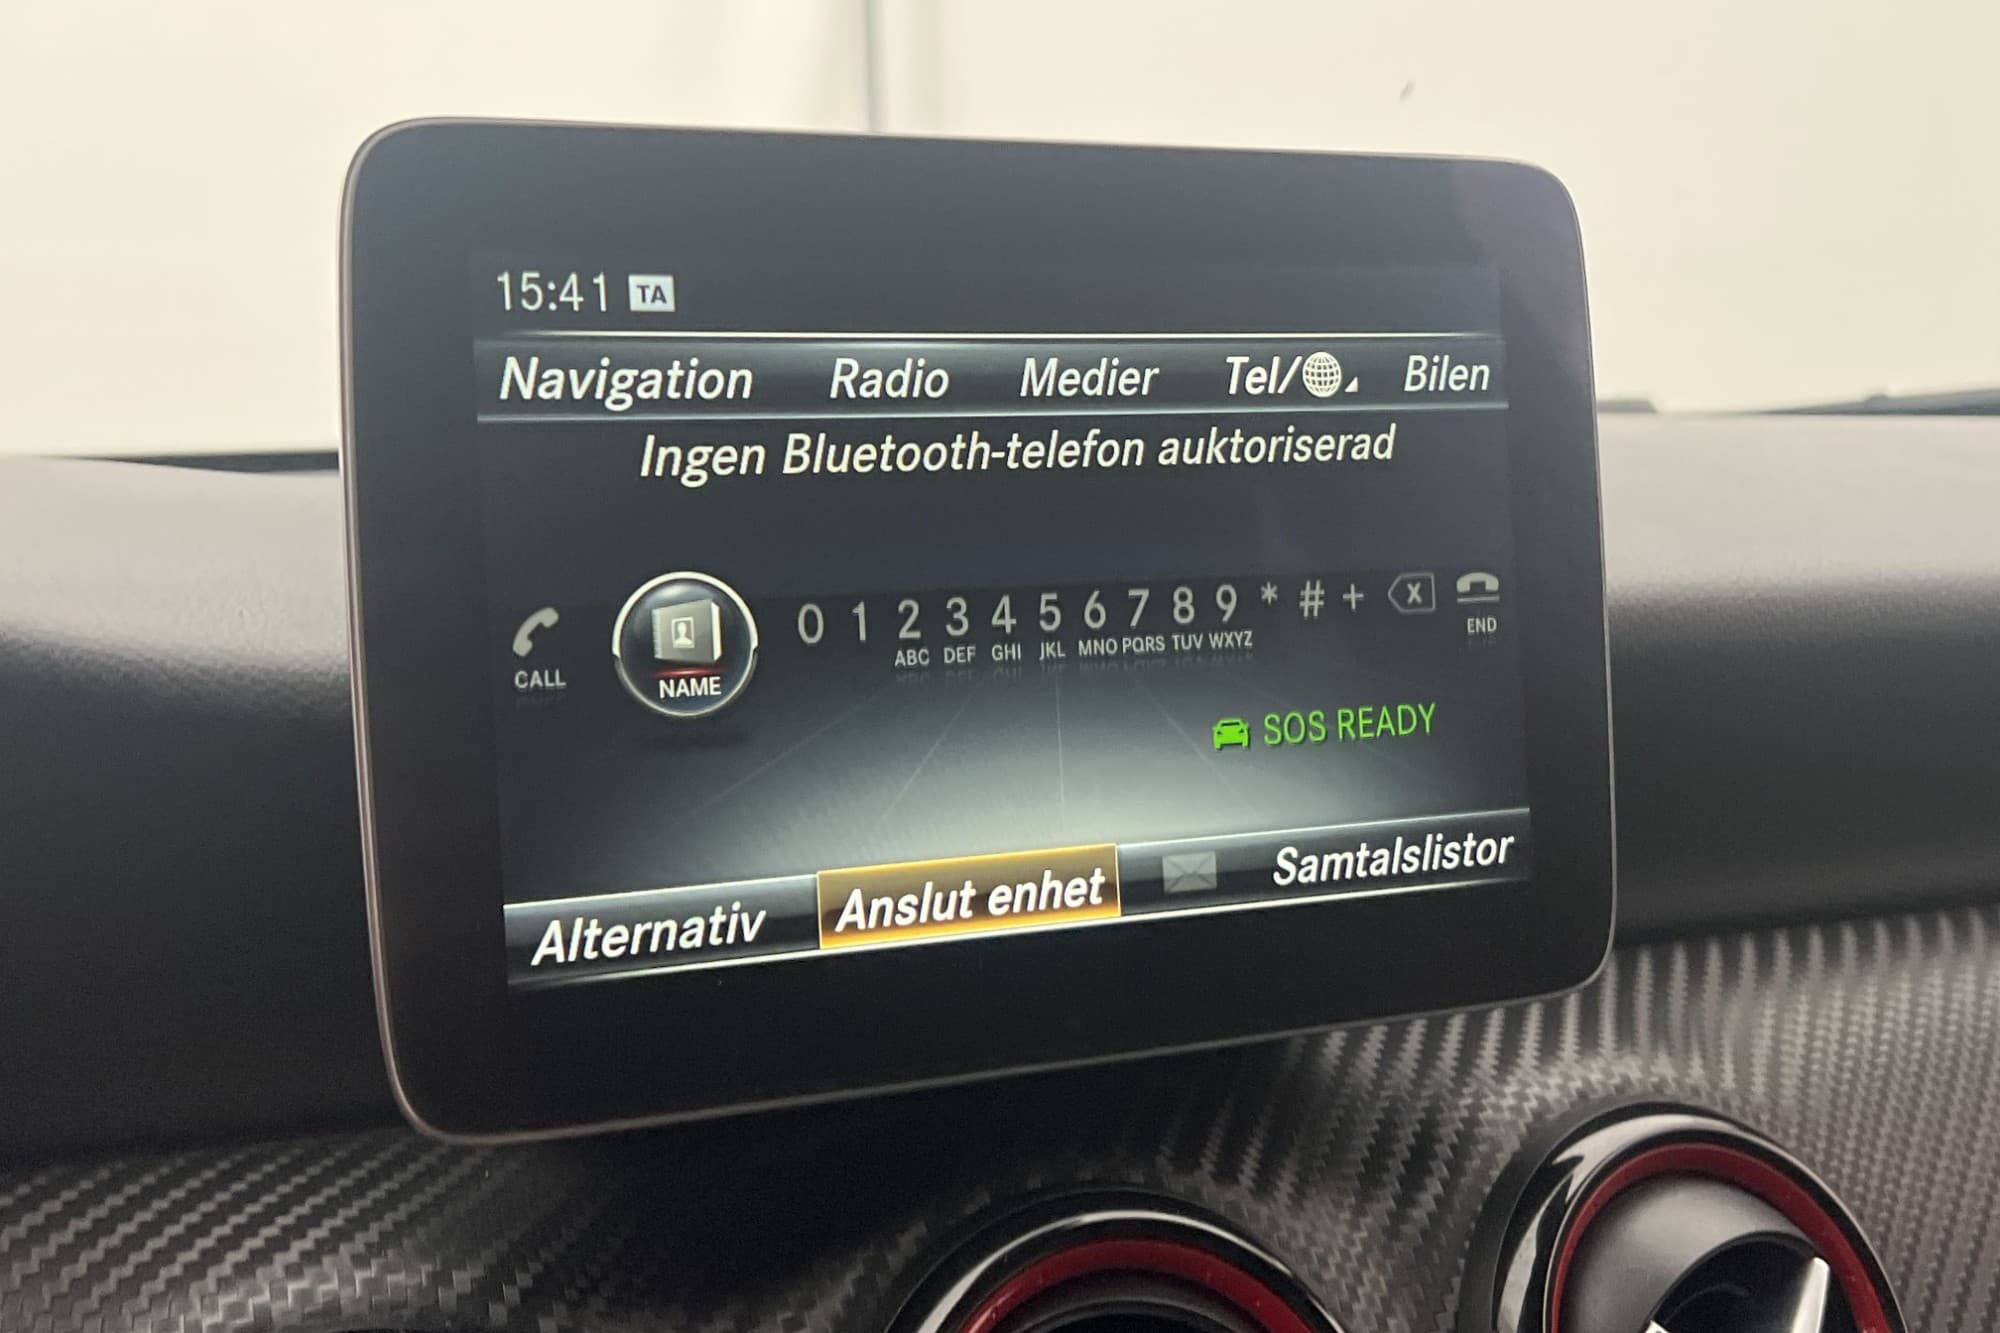 15:41 TA
Navigation Radio Medier Tel/ Bilen
Ingen Bluetooth-telefon auktoriserad
0 1 2 3 4 5 6 7 8 9 * # + X
ABC DEF GHI JKL MNO PQRS TUV WXYZ END
CALL NAME
SOS READY
Alternativ Anslut enhet Samtalslistor